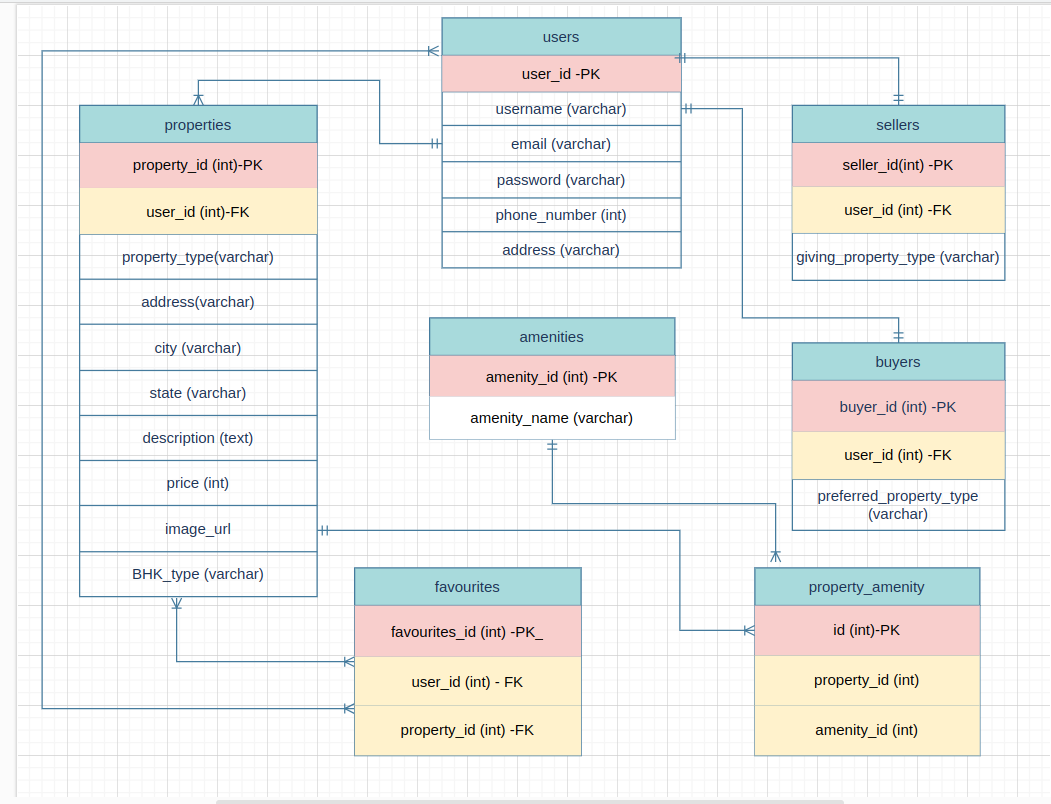 users
user_id -PK
username (varchar)
email (varchar)
password (varchar)
phone_number (int)
address (varchar)
properties
property_id (int)-PK
user_id (int)-FK
property_type(varchar)
address(varchar)
city (varchar)
state (varchar)
description (text)
price (int)
image_url
BHK_type (varchar)
sellers
seller_id(int) -PK
user_id (int) -FK
giving_property_type (varchar)
amenities
amenity_id (int) -PK
amenity_name (varchar)
buyers
buyer_id (int) -PK
user_id (int) -FK
preferred_property_type
(varchar)
favourites
favourites_id (int) -PK_
user_id (int) - FK
property_id (int) -FK
property_amenity
id (int)-PK
property_id (int)
amenity_id (int)